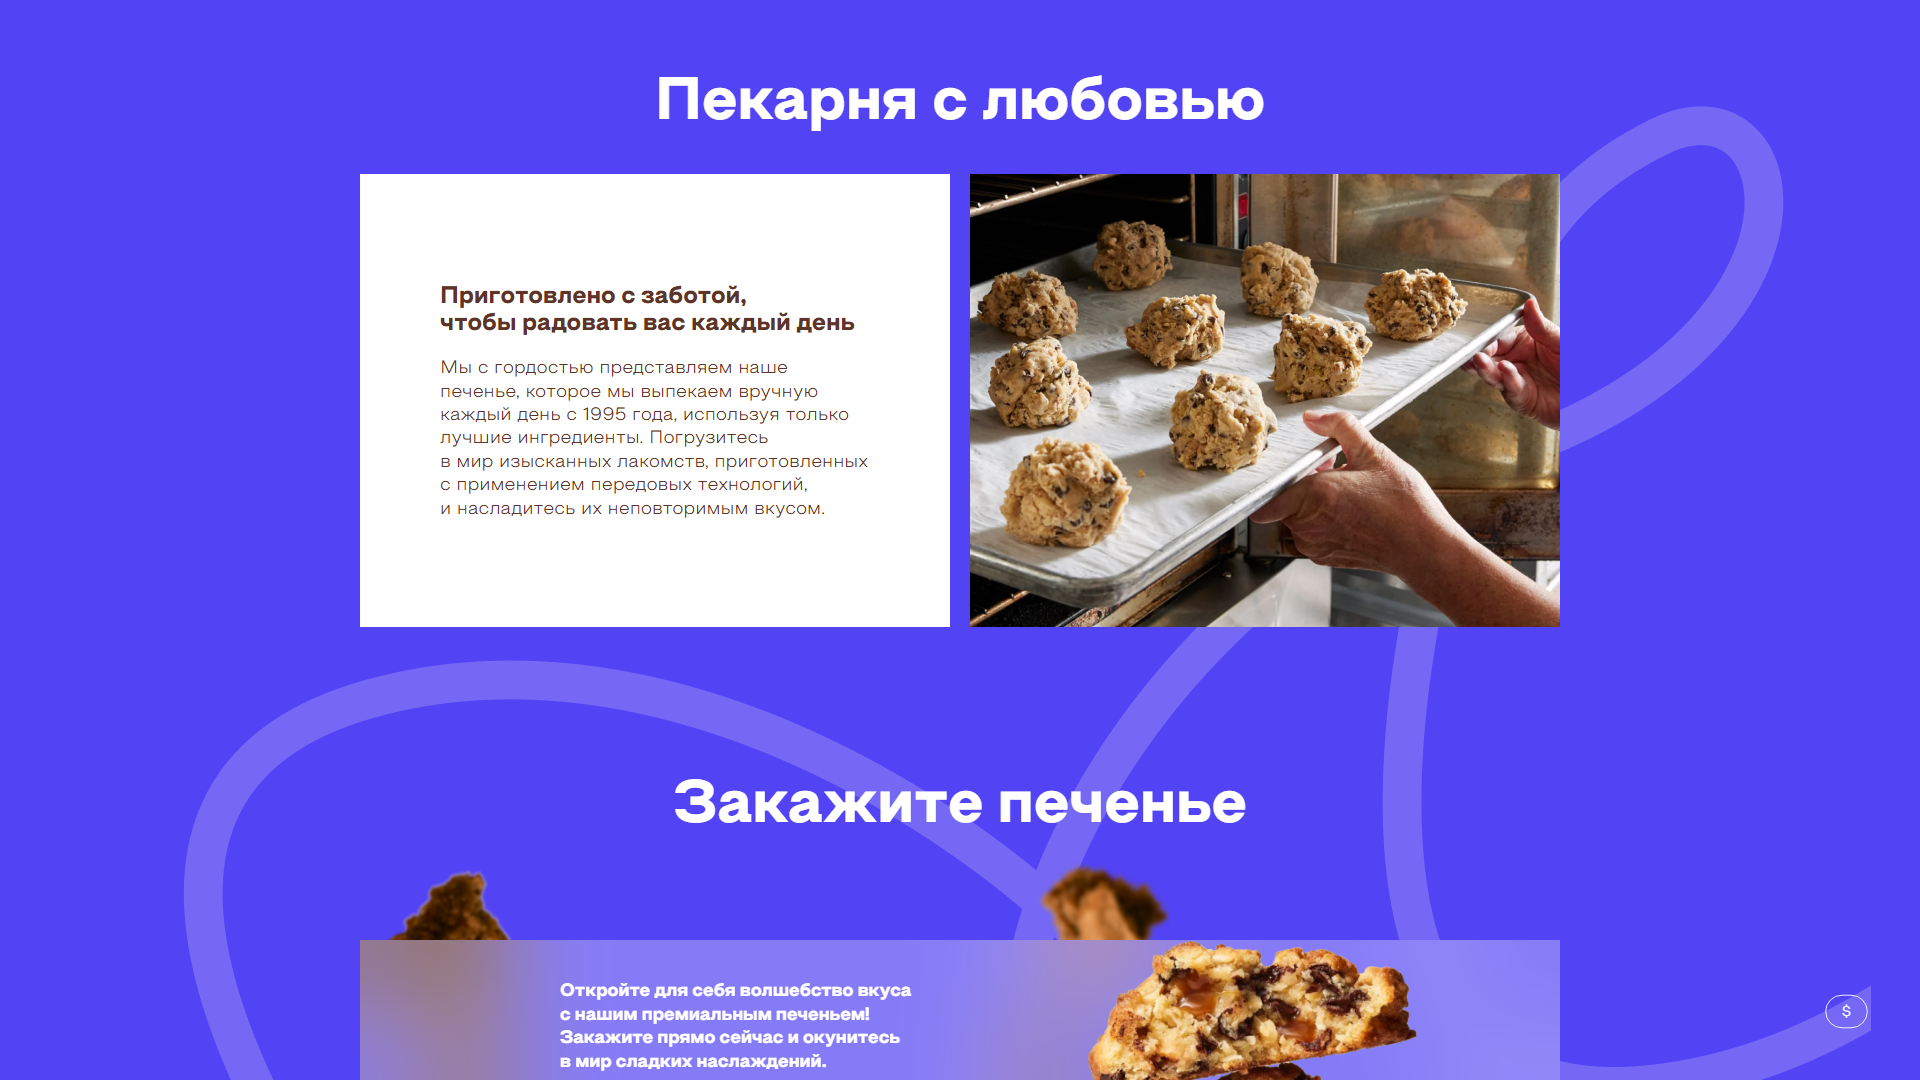 Пекарня с любовью
Приготовлено с заботой,
чтобы радовать вас каждый день
Мы с гордостью представляем наше
печенье, которое мы выпекаем вручную
каждый день с 1995 года, используя только
лучшие ингредиенты. Погрузитесь
в мир изысканных лакомств, приготовленных
с применением передовых технологий,
и насладитесь их неповторимым вкусом.
Закажите печенье
Откройте для себя волшебство вкуса
с нашим премиальным печеньем!
Закажите прямо сейчас и окунитесь
в мир сладких наслаждений.
$